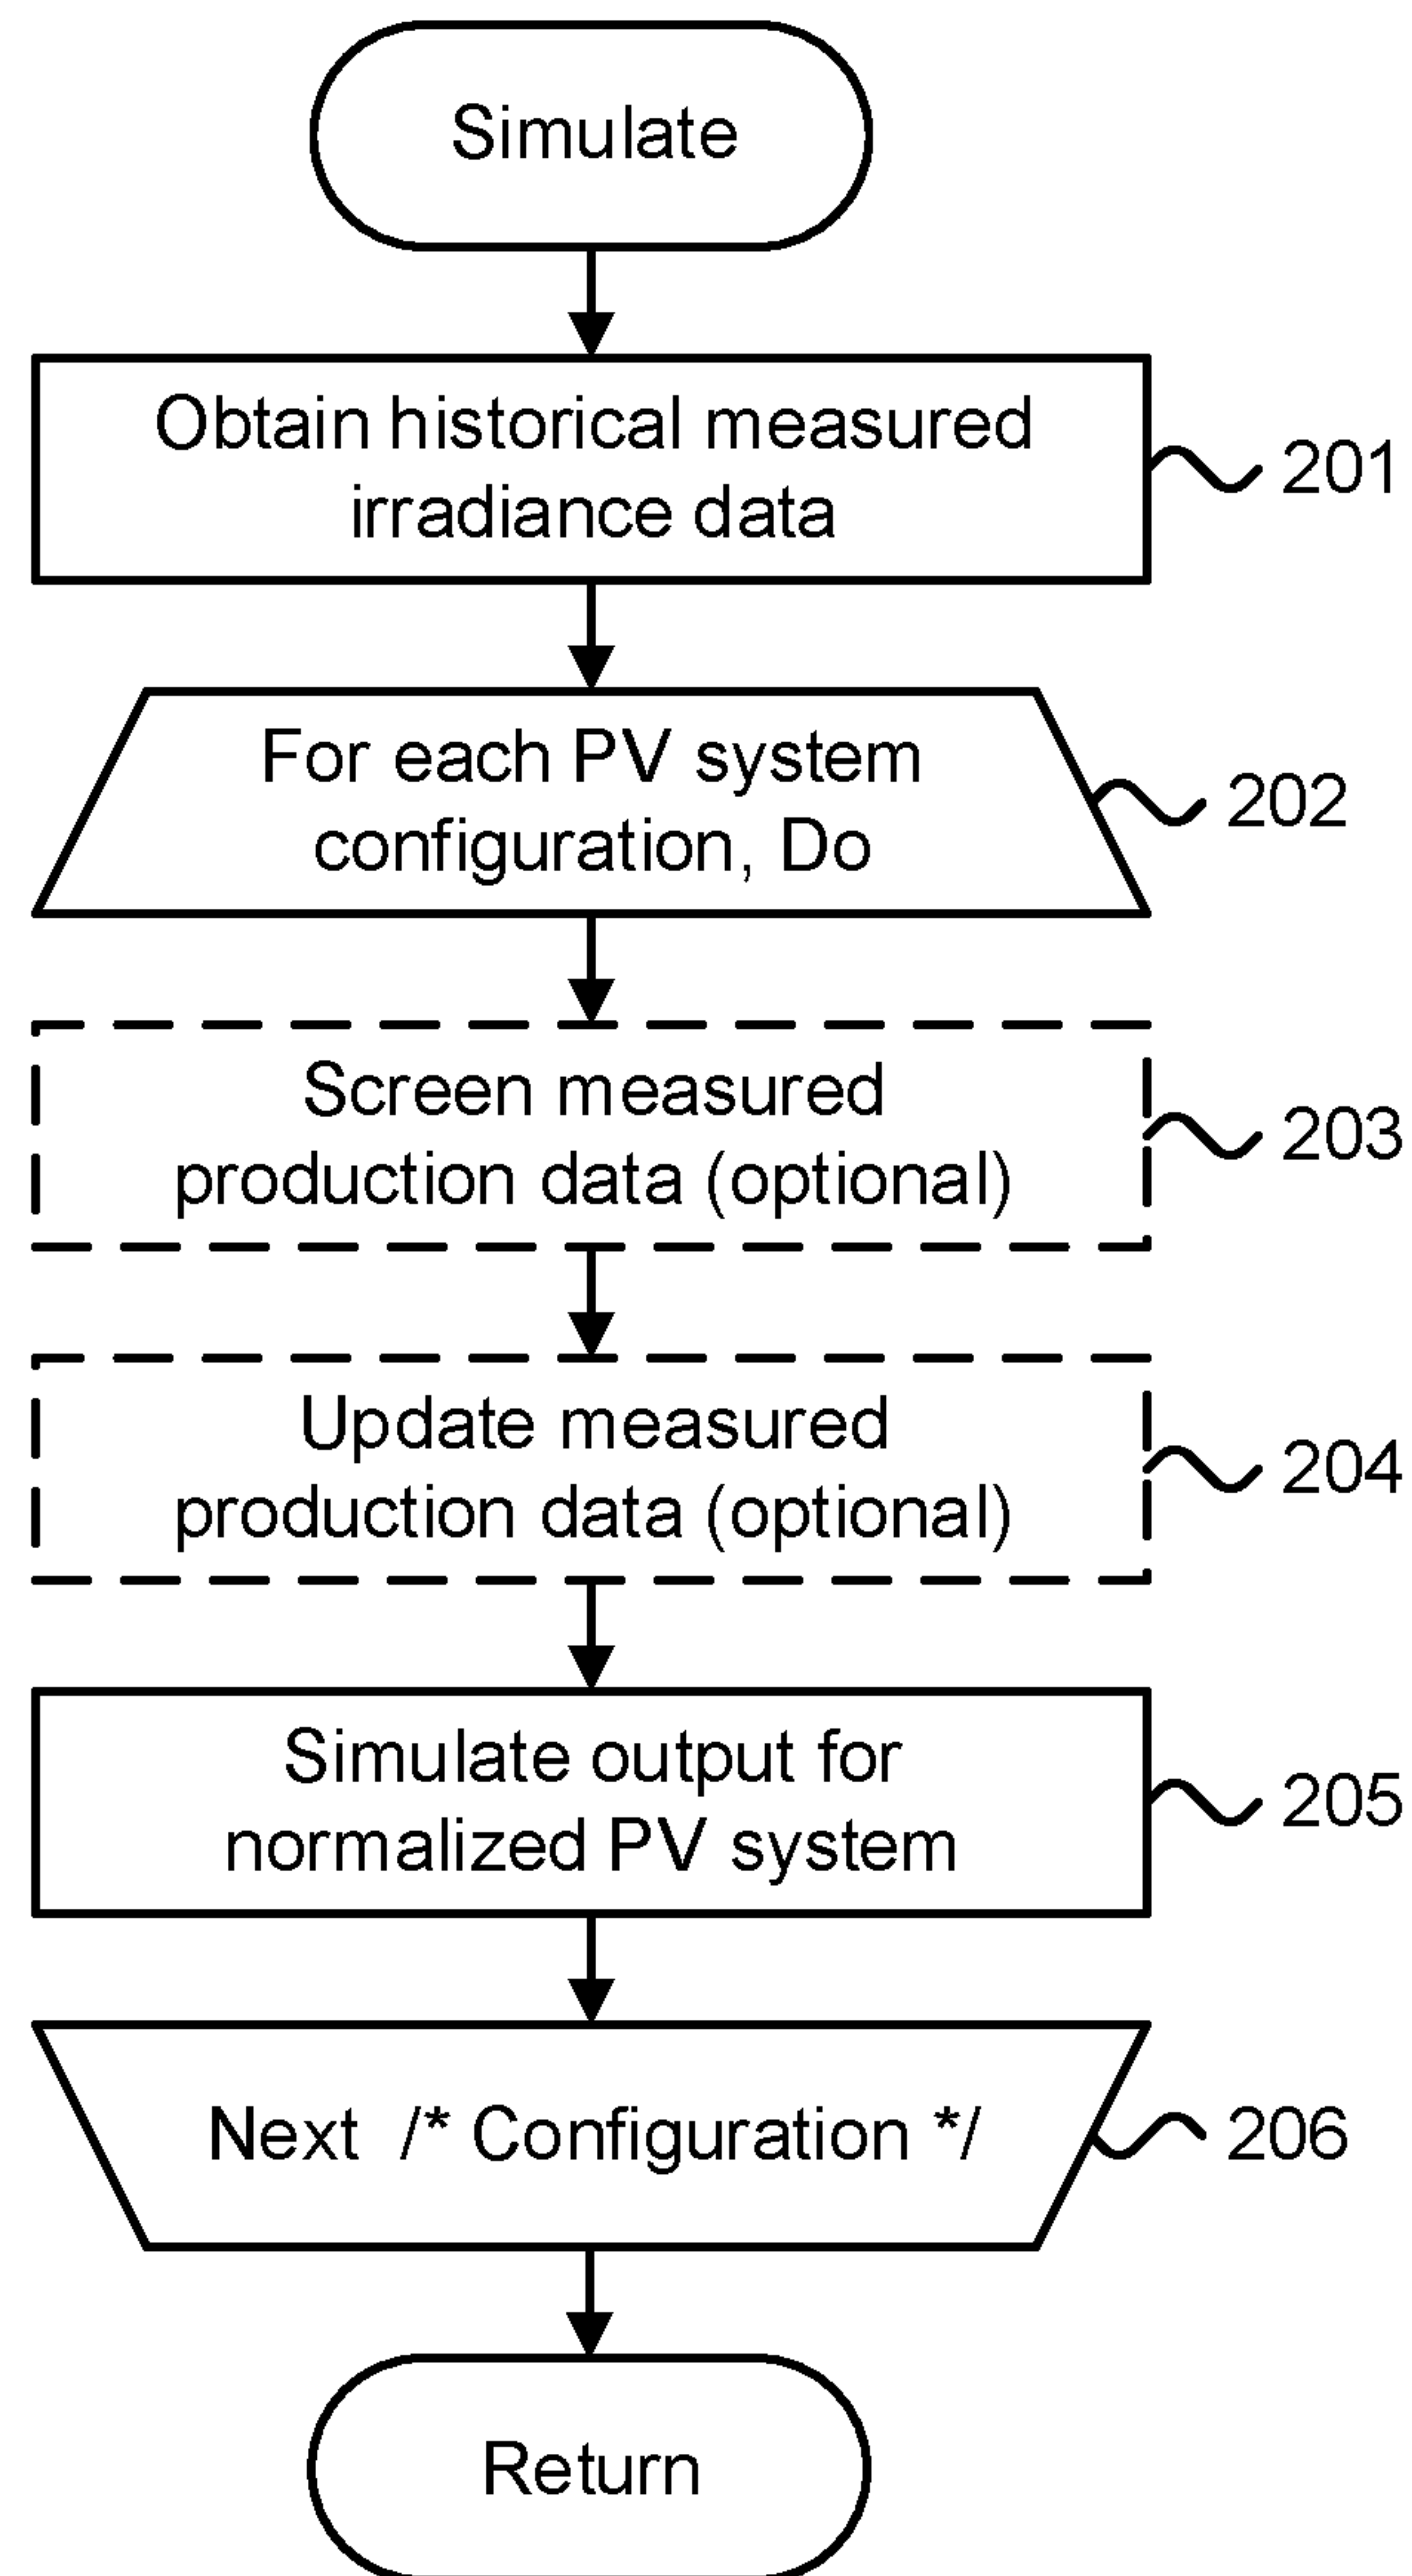 Simulate
Obtain historical measured
irradiance data
201
For each PV system
configuration, Do
202
Screen measured
production data (optional)
203
Update measured
production data (optional)
204
Simulate output for
normalized PV system
205
Next  /* Configuration */
206
Return